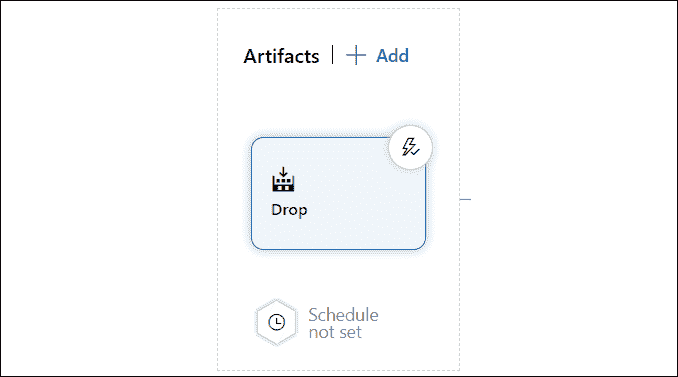 Artifacts | + Add
Drop
Schedule
not set